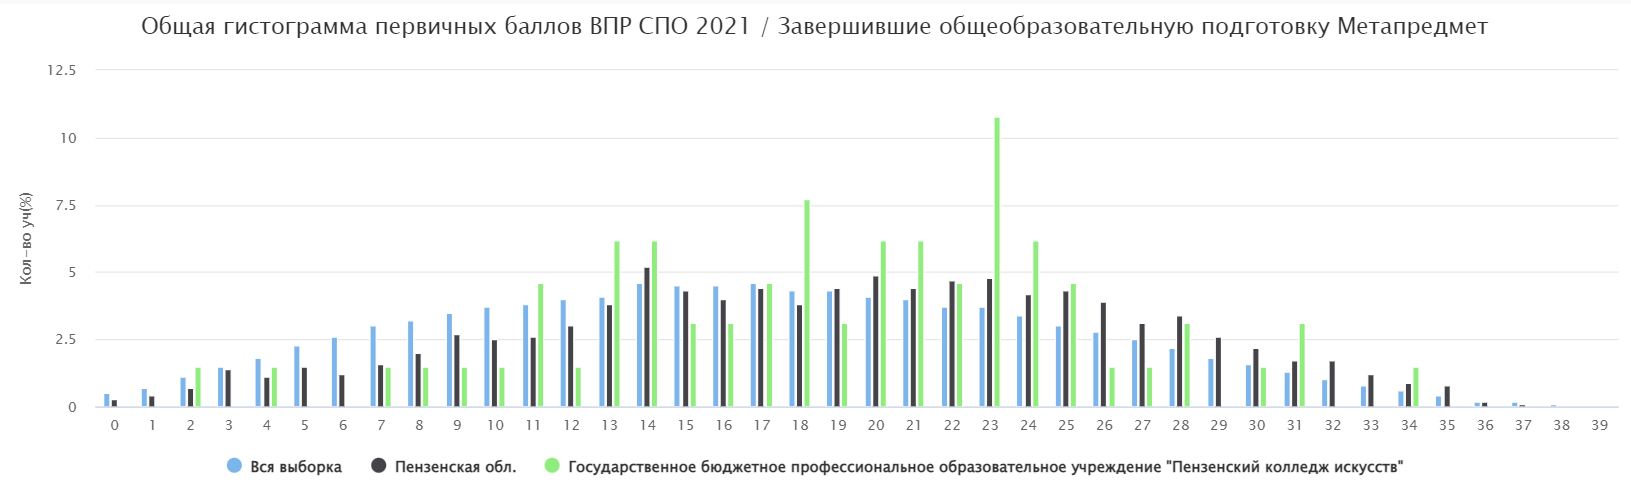 Общая гистограмма первичных баллов ВПР СПО 2021 / Завершившие общеобразовательную подготовку Метапредмет
12.5
10
7.5
5
2.5
0
Кол-во уч(%)
0 1 2 3 4 5 6 7 8 9 10 11 12 13 14 15 16 17 18 19 20 21 22 23 24 25 26 27 28 29 30 31 32 33 34 35 36 37 38 39
Вся выборка Пензенская обл. Государственное бюджетное профессиональное образовательное учреждение "Пензенский колледж искусств"